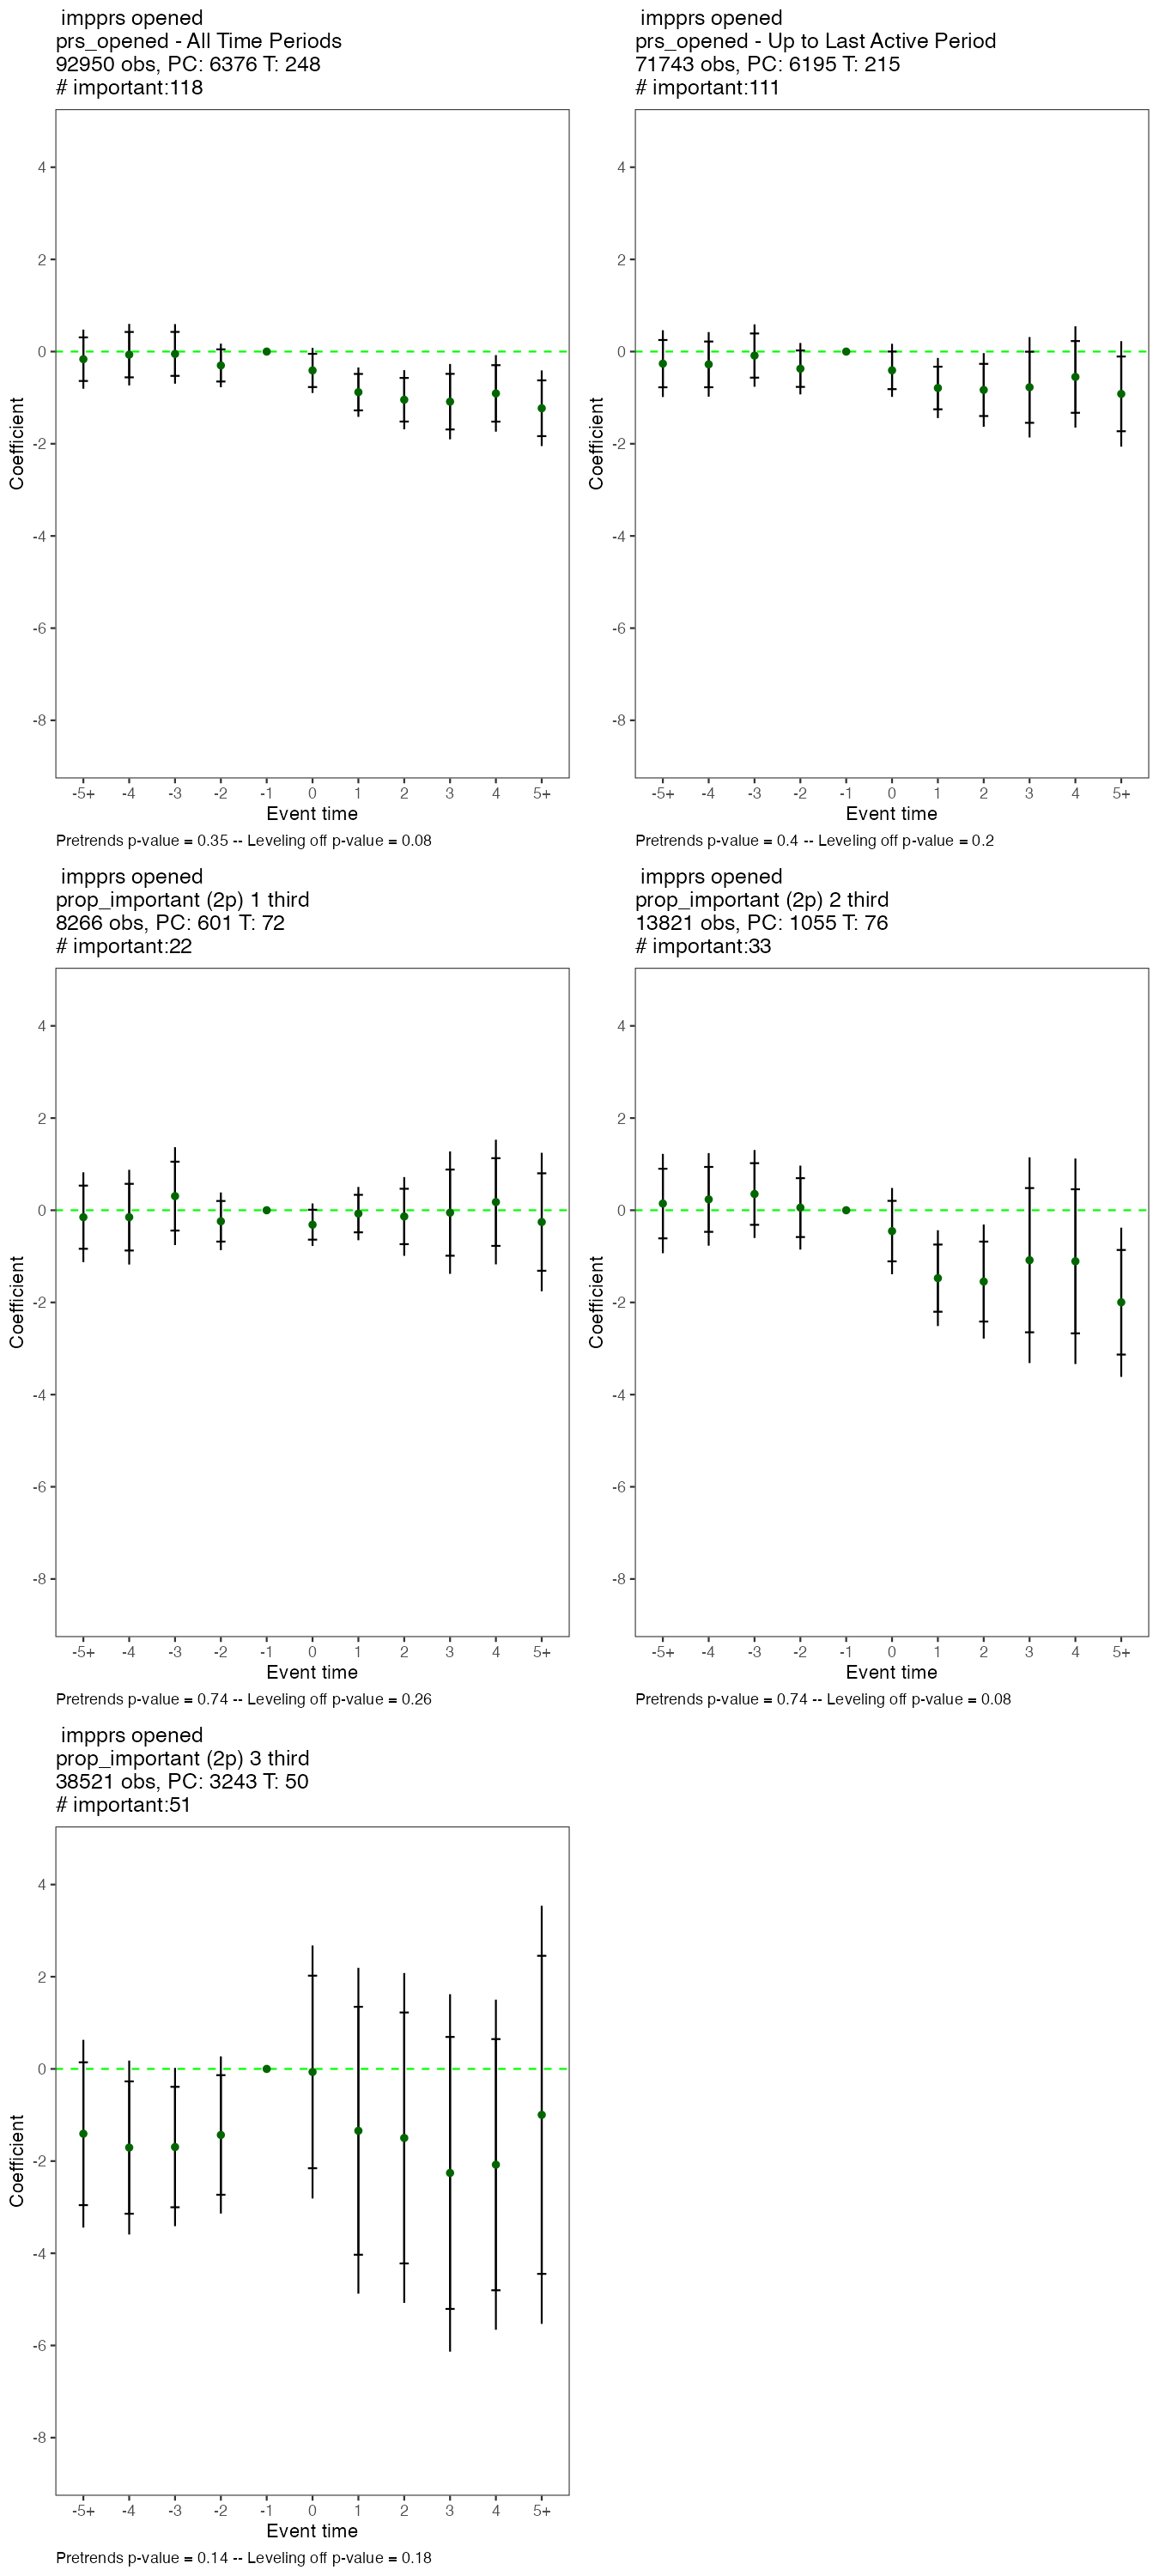 impprs opened
prs_opened - All Time Periods
92950 obs, PC: 6376 T: 248
# important:118
4
2
0
-2
-4
-6
-8
Coefficient
-5+ -4 -3 -2 -1 0 1 2 3 4 5+
Event time
Pretrends p-value = 0.35 -- Leveling off p-value = 0.08
impprs opened
prs_opened - Up to Last Active Period
71743 obs, PC: 6195 T: 215
# important:111
4
2
0
-2
-4
-6
-8
Coefficient
-5+ -4 -3 -2 -1 0 1 2 3 4 5+
Event time
Pretrends p-value = 0.4 -- Leveling off p-value = 0.2
impprs opened
prop_important (2p) 1 third
8266 obs, PC: 601 T: 72
# important:22
4
2
0
-2
-4
-6
-8
Coefficient
-5+ -4 -3 -2 -1 0 1 2 3 4 5+
Event time
Pretrends p-value = 0.74 -- Leveling off p-value = 0.26
impprs opened
prop_important (2p) 2 third
13821 obs, PC: 1055 T: 76
# important:33
4
2
0
-2
-4
-6
-8
Coefficient
-5+ -4 -3 -2 -1 0 1 2 3 4 5+
Event time
Pretrends p-value = 0.74 -- Leveling off p-value = 0.08
impprs opened
prop_important (2p) 3 third
38521 obs, PC: 3243 T: 50
# important:51
4
2
0
-2
-4
-6
-8
Coefficient
-5+ -4 -3 -2 -1 0 1 2 3 4 5+
Event time
Pretrends p-value = 0.14 -- Leveling off p-value = 0.18